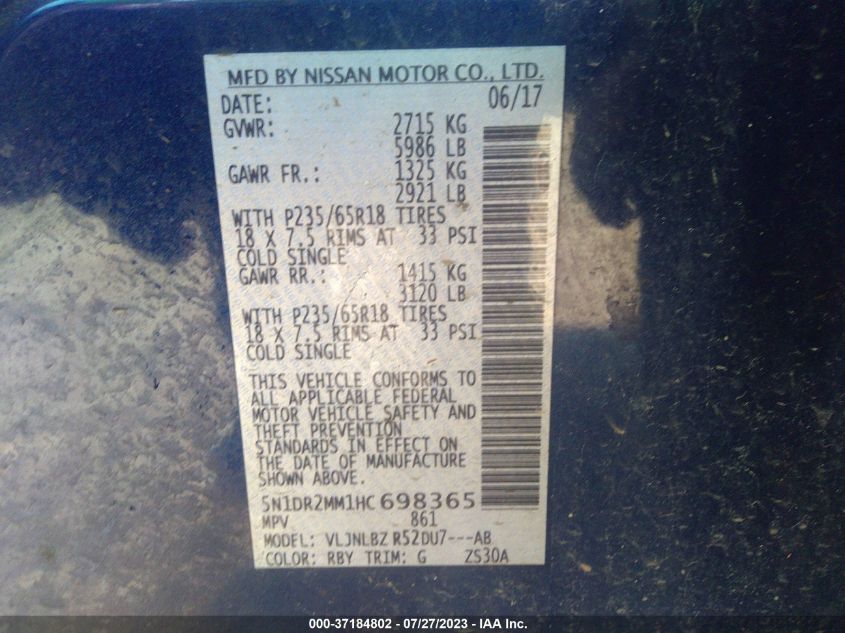 MFD BY NISSAN MOTOR CO., LTD.
DATE: 06/17
GVWR: 2715 KG
5986 LB
GAWR FR.: 1325 KG
2921 LB
WITH P235/65R18 TIRES
18 X 7.5 RIMS AT 33 PSI
COLD SINGLE
GAWR RR.: 1415 KG
3120 LB
WITH P235/65R18 TIRES
18 X 7.5 RIMS AT 33 PSI
COLD SINGLE
THIS VEHICLE CONFORMS TO
ALL APPLICABLE FEDERAL
MOTOR VEHICLE SAFETY AND
THEFT PREVENTION
STANDARDS IN EFFECT ON
THE DATE OF MANUFACTURE
SHOWN ABOVE.
5N1DR2MM1HC698365
MPV 861
MODEL: VLJNLBZ R52DU7---AB
COLOR: RBY TRIM: G ZS30A
000-37184802 / 07/27/2023 - IAA Inc.